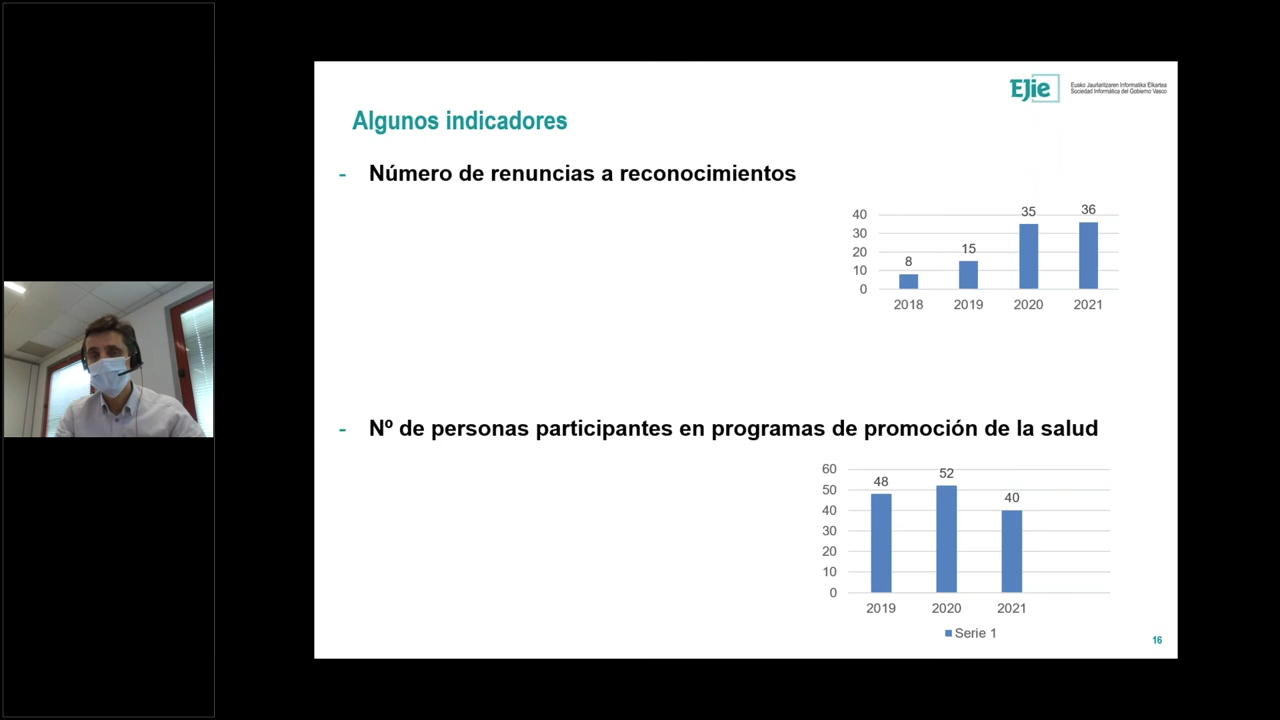 EJie
Eusko Jaurlaritzaren Informatika Elkartea
Sociedad Informática del Gobierno Vasco
Algunos indicadores
- Número de renuncias a reconocimientos
40
30
20
10
0
8
15
35
36
2018 2019 2020 2021
- Nº de personas participantes en programas de promoción de la salud
60
50
40
30
20
10
0
48
52
40
2019 2020 2021
Serie 1
16